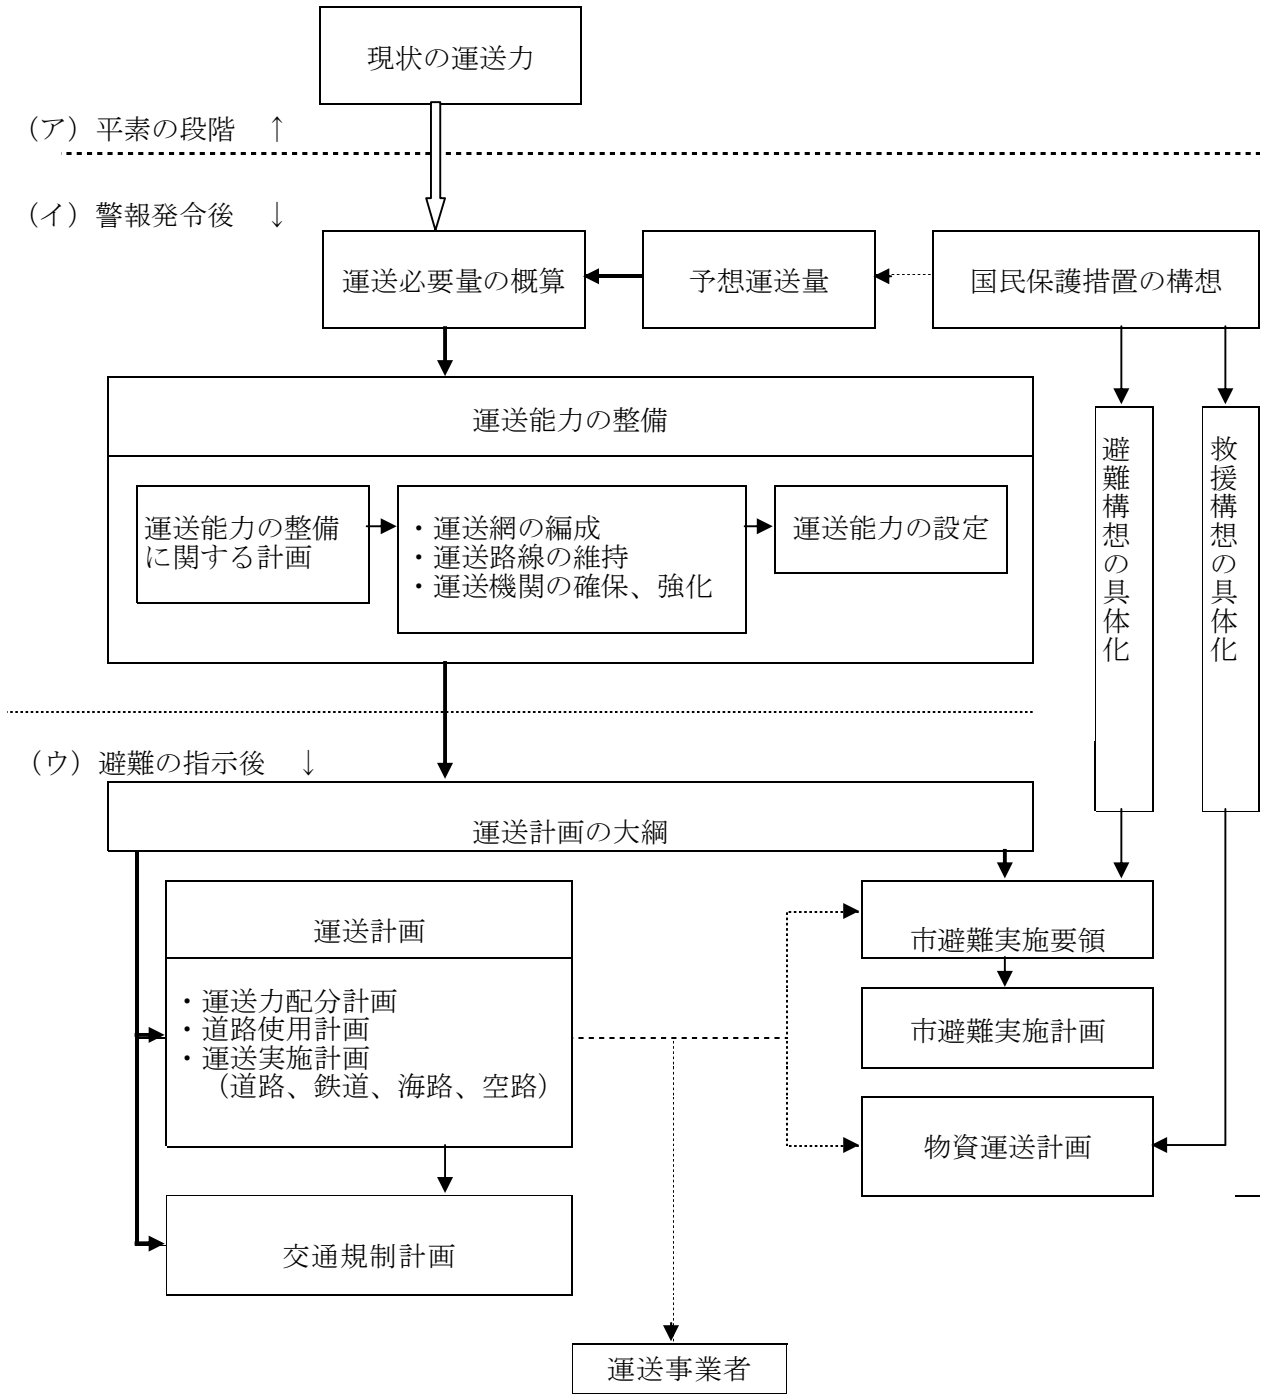 現状の運送力
（ア）平素の段階　↑
（イ）警報発令後　↓
運送必要量の概算
予想運送量
国民保護措置の構想
運送能力の整備
運送能力の整備
に関する計画
・運送網の編成
・運送路線の維持
・運送機関の確保、強化
運送能力の設定
避難構想の具体化
救援構想の具体化
（ウ）避難の指示後　↓
運送計画の大綱
運送計画
・運送力配分計画
・道路使用計画
・運送実施計画
（道路、鉄道、海路、空路）
市避難実施要領
市避難実施計画
物資運送計画
交通規制計画
運送事業者